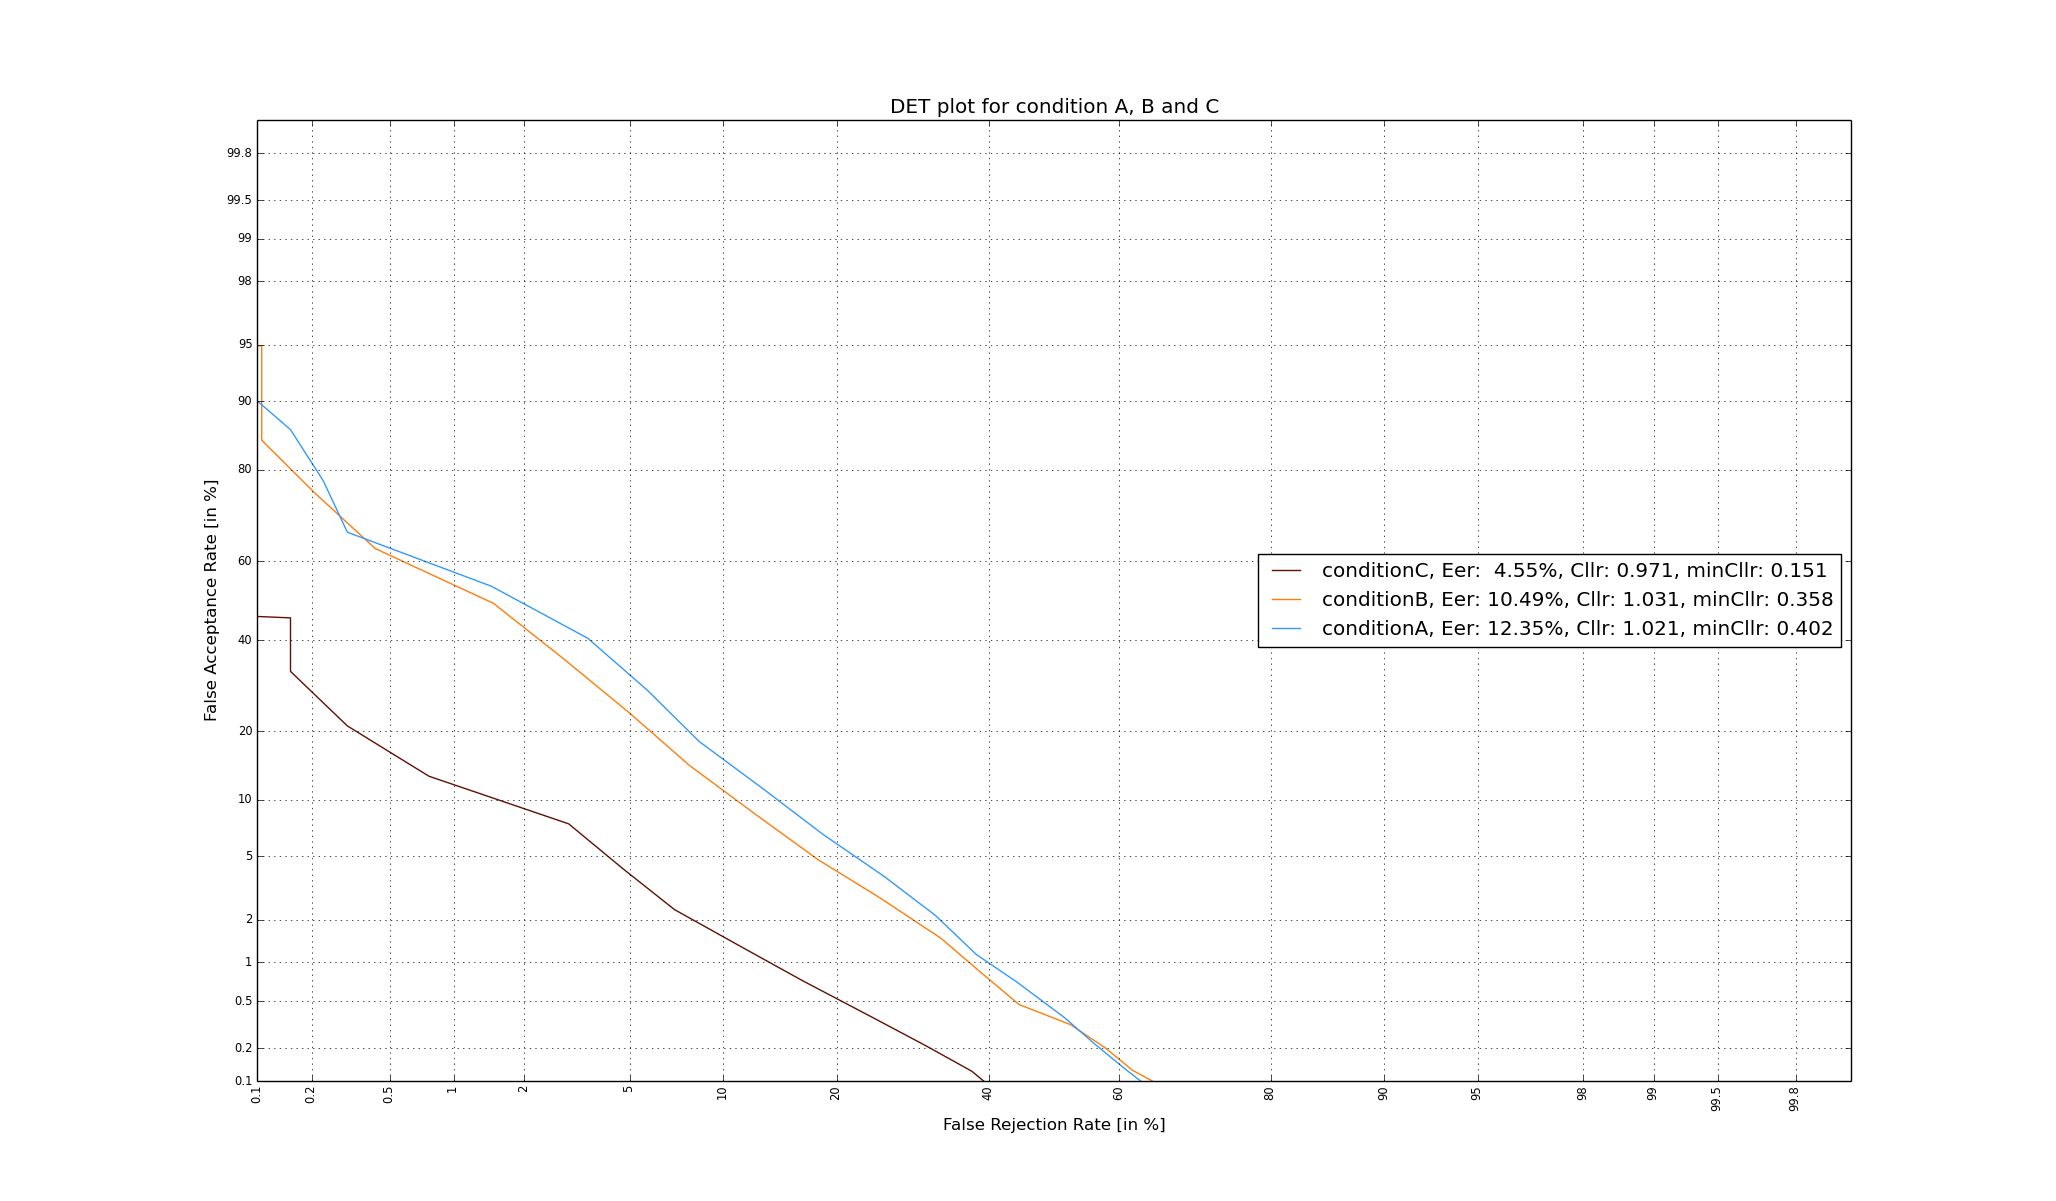 DET plot for condition A, B and C
99.8
99.5
99
98
95
90
80
60
40
20
10
5
2
1
0.5
0.2
0.1
False Acceptance Rate [in %]
conditionC, Eer:  4.55%, Cllr: 0.971, minCllr: 0.151
conditionB, Eer: 10.49%, Cllr: 1.031, minCllr: 0.358
conditionA, Eer: 12.35%, Cllr: 1.021, minCllr: 0.402
0.1 0.2 0.5 1 2 5 10 20 40 60 80 90 95 98 99 99.5 99.8
False Rejection Rate [in %]